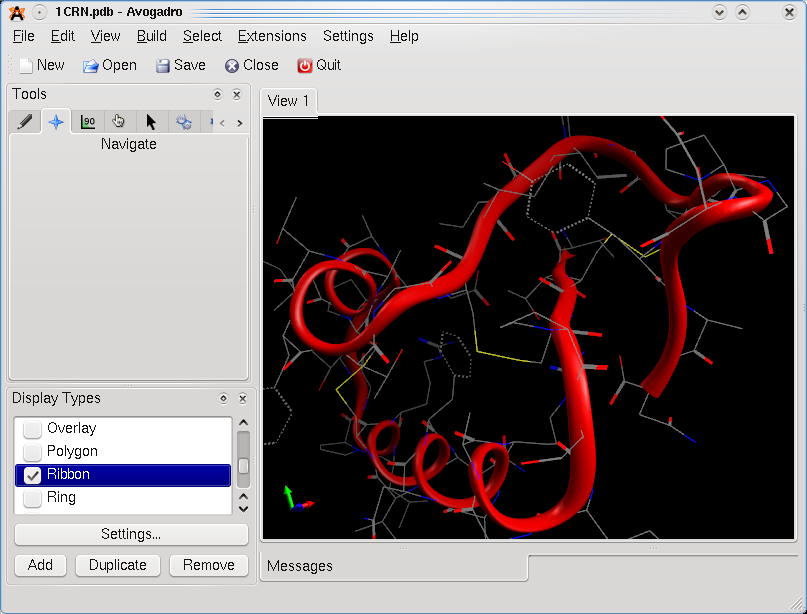 1CRN.pdb - Avogadro
File Edit View Build Select Extensions Settings Help
New Open Save Close Quit
Tools
View 1
90
Navigate
Display Types
Overlay
Polygon
Ribbon
Ring
Settings...
Add Duplicate Remove
Messages